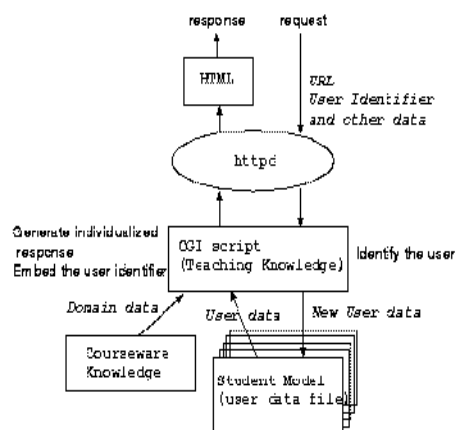 response
request
HTML
URL
User Identifier
and other data
httpd
Generate individualized
response
Embed the user identifier
CGI script
(Teaching Knowledge)
Identify the user
Domain data
User data
New User data
Courseware
Knowledge
Student Model
(user data file)